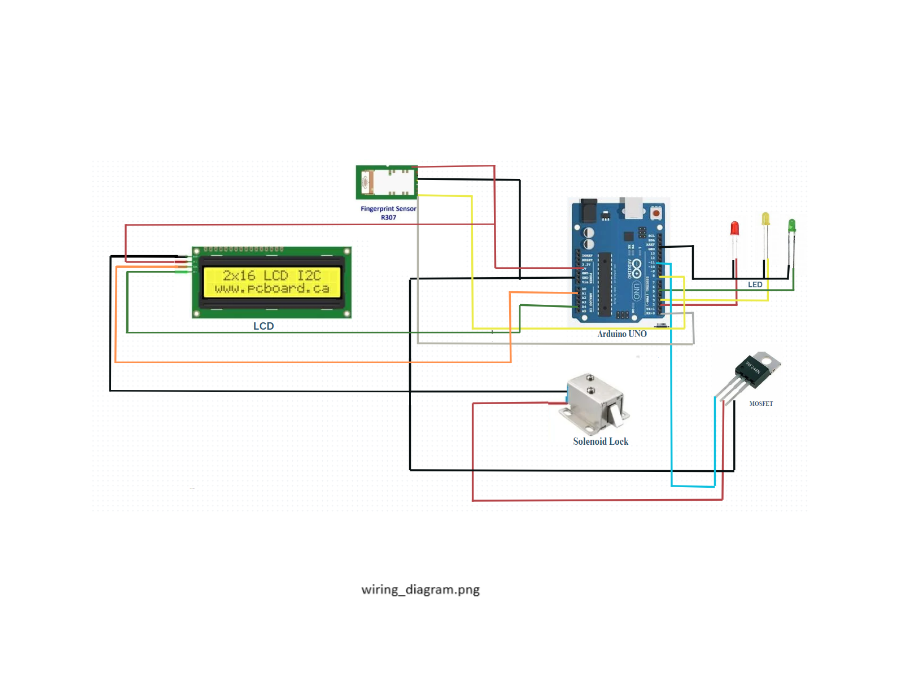 Fingerprint Sensor
R307
2x16 LCD I2C
www.pcboard.ca
LCD
UNO
Arduino UNO
LED
MOSFET
Solenoid Lock
wiring_diagram.png